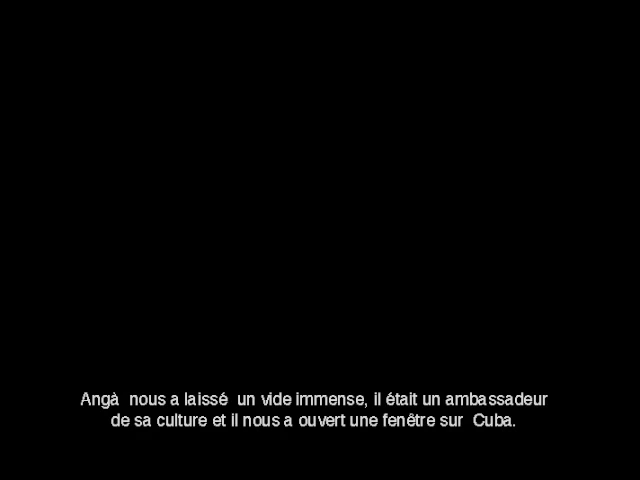 Angà  nous a laissé  un vide immense, il était un ambassadeur
de sa culture et il nous a ouvert une fenêtre sur  Cuba.